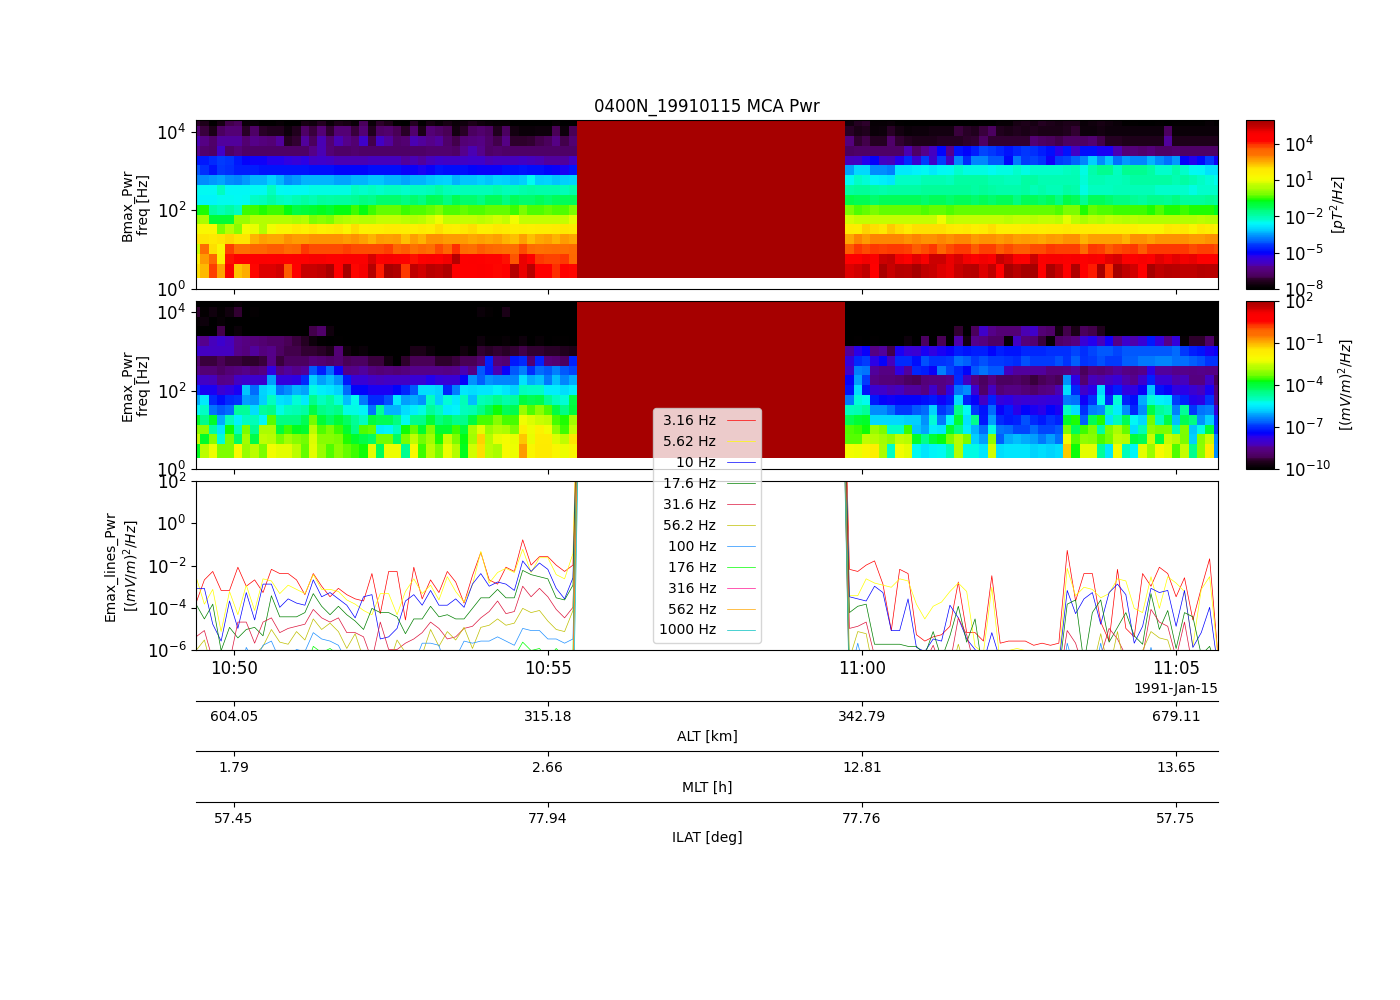 0400N_19910115 MCA Pwr
10^4
10^2
10^0
Bmax_Pwr
freq [Hz]
10^4
10^1
10^-2
10^-5
10^-8
[pT^2/Hz]
10^4
10^2
10^0
Emax_Pwr
freq [Hz]
10^2
10^-1
10^-4
10^-7
10^-10
[(mV/m)^2/Hz]
3.16 Hz
5.62 Hz
10 Hz
17.6 Hz
31.6 Hz
56.2 Hz
100 Hz
176 Hz
316 Hz
562 Hz
1000 Hz
10^2
10^0
10^-2
10^-4
10^-6
Emax_lines_Pwr
[(mV/m)^2/Hz]
10:50 10:55 11:00 11:05
1991-Jan-15
604.05 315.18 342.79 679.11
ALT [km]
1.79 2.66 12.81 13.65
MLT [h]
57.45 77.94 77.76 57.75
ILAT [deg]